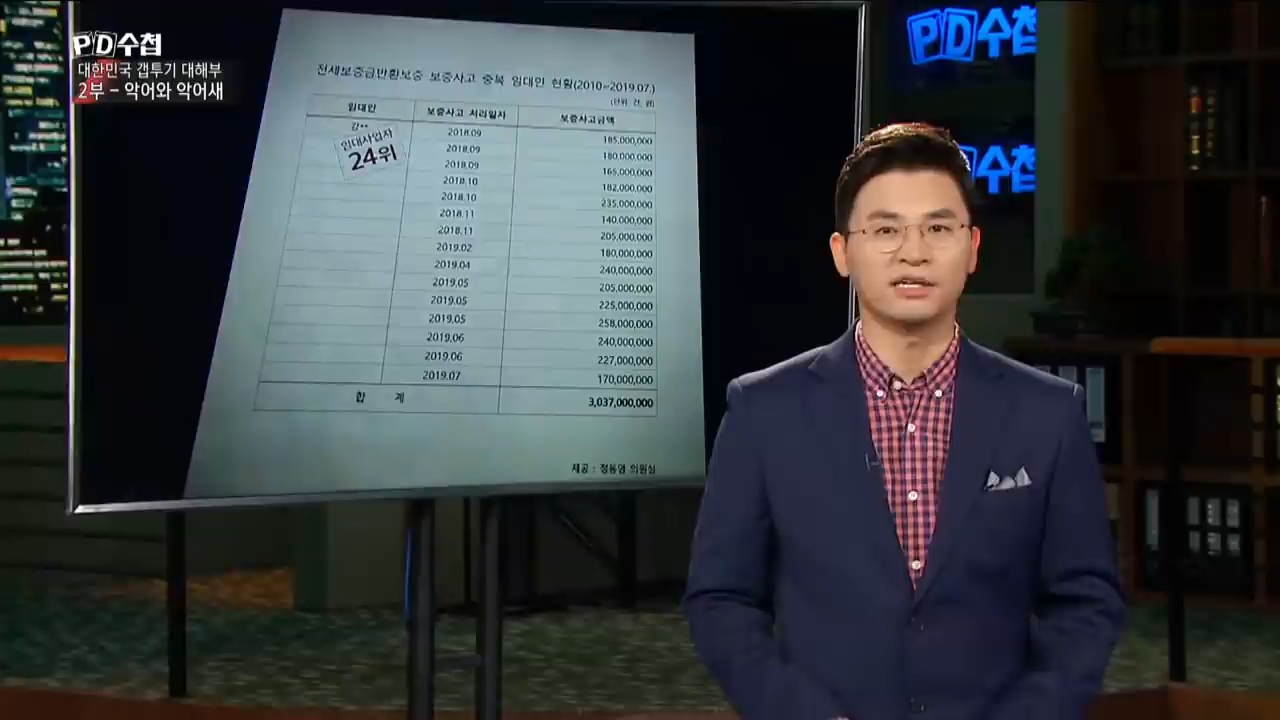 PD수첩
대한민국 갭투기 대해부
2부 – 악어와 악어새
PD수첩
수첩
전세보증금반환보증 보증사고 중복 임대인 현황(2010~2019.07.)
(단위: 건, 원)
임대인 보증사고 처리일자 보증사고금액
강** 2018.09 185,000,000
임대사업자
24위
2018.09 180,000,000
2018.09 165,000,000
2018.10 182,000,000
2018.10 235,000,000
2018.11 140,000,000
2018.11 205,000,000
2019.02 180,000,000
2019.04 240,000,000
2019.05 205,000,000
2019.05 225,000,000
2019.05 258,000,000
2019.06 240,000,000
2019.06 227,000,000
2019.07 170,000,000
합 계 3,037,000,000
제공 : 정동영 의원실